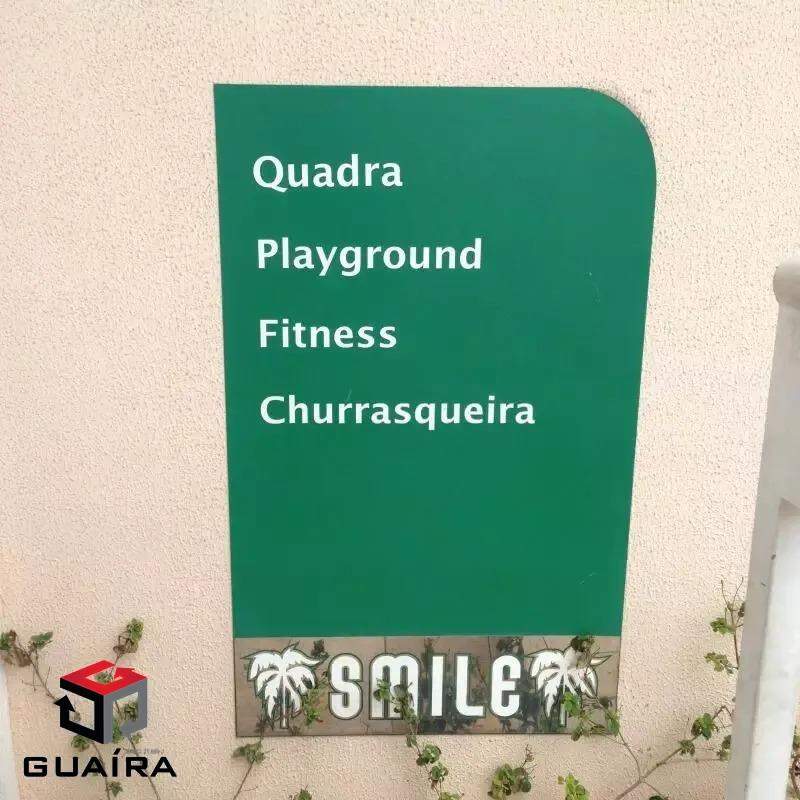 Quadra
Playground
Fitness
Churrasqueira
SMILE
GUAÍRA